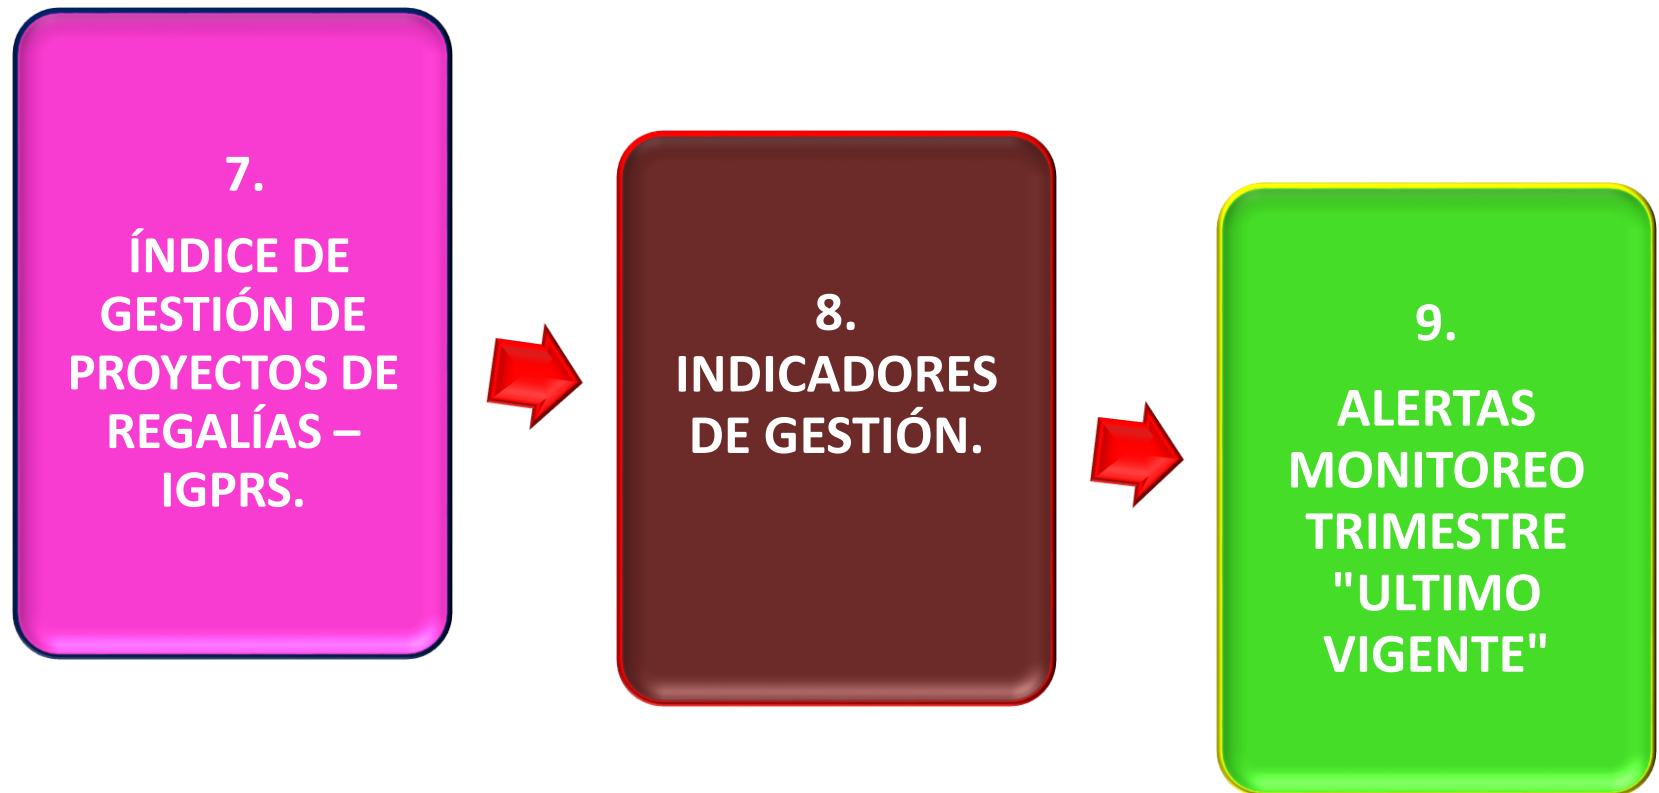 7.
ÍNDICE DE
GESTIÓN DE
PROYECTOS DE
REGALÍAS –
IGPRS.
8.
INDICADORES
DE GESTIÓN.
9.
ALERTAS
MONITOREO
TRIMESTRE
"ULTIMO
VIGENTE"